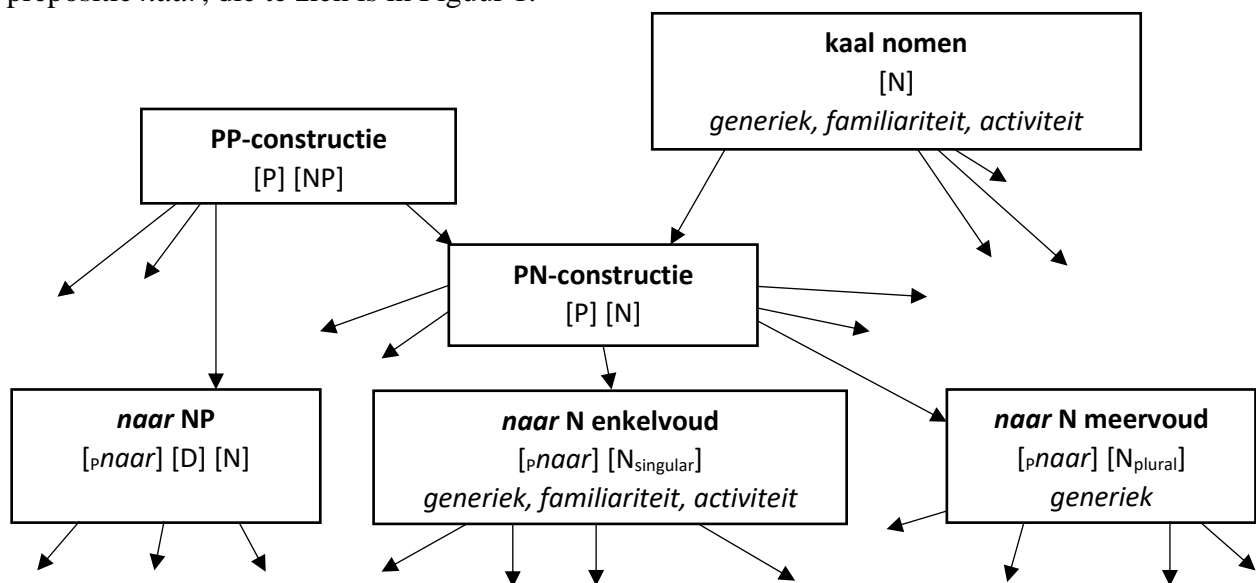 prepositie naar, die te zien is in Figuur 1.
kaal nomen
[N]
generiek, familiariteit, activiteit
PP-constructie
[P] [NP]
PN-constructie
[P] [N]
naar NP
[Pnaar] [D] [N]
naar N enkelvoud
[Pnaar] [Nsingular]
generiek, familiariteit, activiteit
naar N meervoud
[Pnaar] [Nplural]
generiek